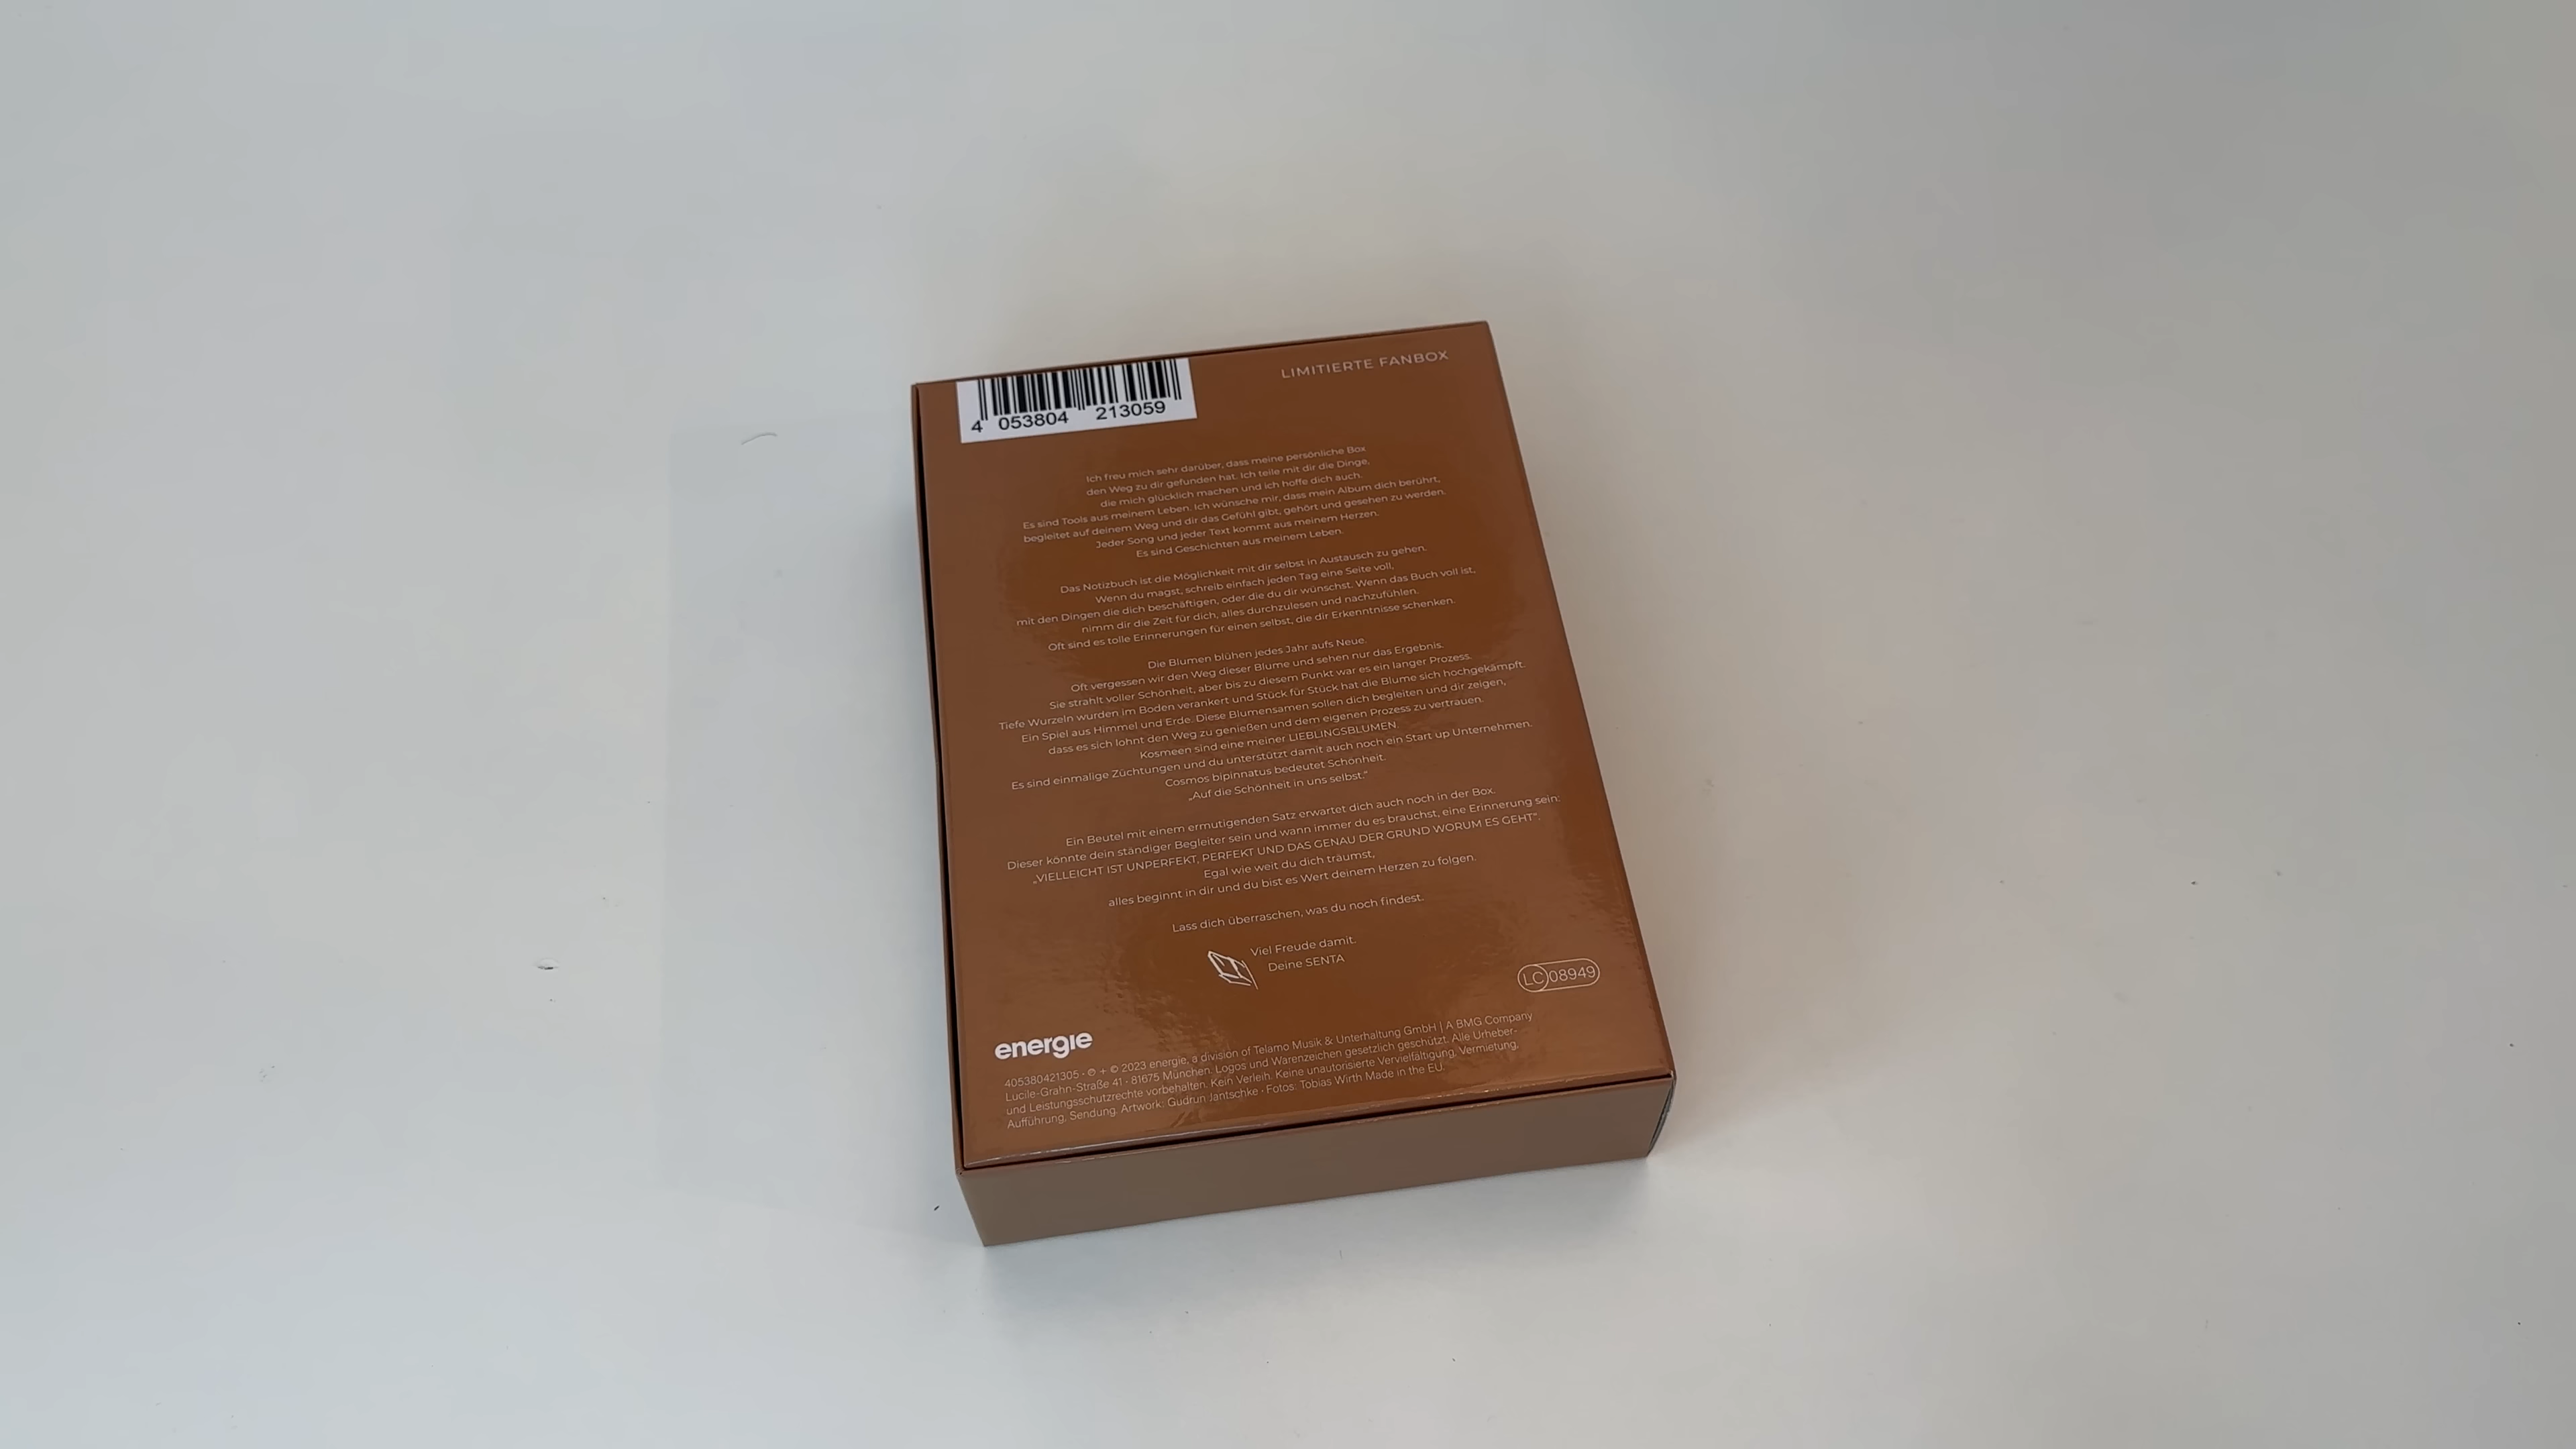 LIMITIERTE FANBOX
4 053804 213059
Ich freu mich sehr darüber, dass meine persönliche Box
den Weg zu dir gefunden hat. Ich teile mit dir die Dinge,
die mich glücklich machen und ich hoffe dich auch.
Es sind Tools aus meinem Leben. Ich wünsche mir, dass mein Album dich berührt,
begleitet auf deinem Weg und dir das Gefühl gibt, gehört und gesehen zu werden.
Jeder Song und jeder Text kommt aus meinem Herzen.
Es sind Geschichten aus meinem Leben.
Das Notizbuch ist die Möglichkeit mit dir selbst in Austausch zu gehen.
Wenn du magst, schreib einfach jeden Tag eine Seite voll,
mit den Dingen die dich beschäftigen, oder die du dir wünschst. Wenn das Buch voll ist,
nimm dir die Zeit für dich, alles durchzulesen und nachzufühlen.
Oft sind es tolle Erinnerungen für einen selbst, die dir Erkenntnisse schenken.
Die Blumen blühen jedes Jahr aufs Neue.
Oft vergessen wir den Weg dieser Blume und sehen nur das Ergebnis.
Sie strahlt voller Schönheit, aber bis zu diesem Punkt war es ein langer Prozess.
Tiefe Wurzeln wurden im Boden verankert und Stück für Stück hat die Blume sich hochgekämpft.
Ein Spiel aus Himmel und Erde. Diese Blumensamen sollen dich begleiten und dir zeigen,
dass es sich lohnt den Weg zu genießen und dem eigenen Prozess zu vertrauen.
Kosmeen sind eine meiner LIEBLINGSBLUMEN.
Es sind einmalige Züchtungen und du unterstützt damit auch noch ein Start up Unternehmen.
Cosmos bipinnatus bedeutet Schönheit.
„Auf die Schönheit in uns selbst.“
Ein Beutel mit einem ermutigenden Satz erwartet dich auch noch in der Box.
Dieser könnte dein ständiger Begleiter sein und wann immer du es brauchst, eine Erinnerung sein:
„VIELLEICHT IST UNPERFEKT, PERFEKT UND DAS GENAU DER GRUND WORUM ES GEHT“.
Egal wie weit du dich träumst,
alles beginnt in dir und du bist es Wert deinem Herzen zu folgen.
Lass dich überraschen, was du noch findest.
Viel Freude damit.
Deine SENTA
LC 08949
energie
405380421305 · ℗ + © 2023 energie, a division of Telamo Musik & Unterhaltung GmbH | A BMG Company
Lucile-Grahn-Straße 41 · 81675 München. Logos und Warenzeichen gesetzlich geschützt. Alle Urheber-
und Leistungsschutzrechte vorbehalten. Kein Verleih. Keine unautorisierte Vervielfältigung, Vermietung,
Aufführung, Sendung. Artwork: Gudrun Jantschke · Fotos: Tobias Wirth Made in the EU.